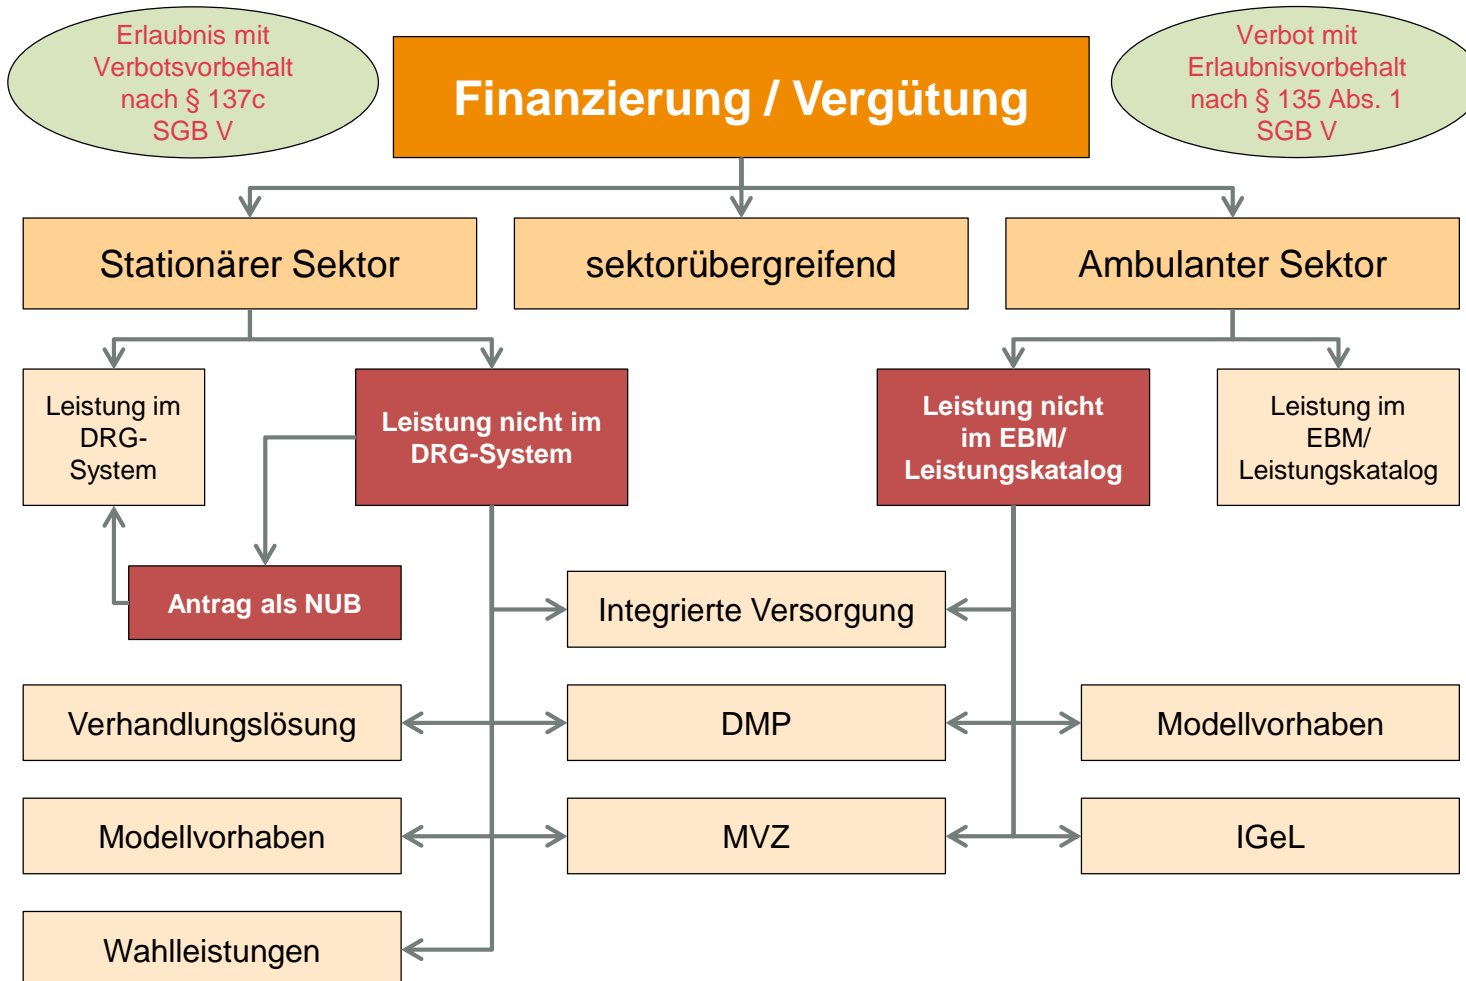 Erlaubnis mit
Verbotsvorbehalt
nach § 137c
SGB V
Finanzierung / Vergütung
Verbot mit
Erlaubnisvorbehalt
nach § 135 Abs. 1
SGB V
Stationärer Sektor
sektorübergreifend
Ambulanter Sektor
Leistung im
DRG-
System
Leistung nicht im
DRG-System
Leistung nicht
im EBM/
Leistungskatalog
Leistung im
EBM/
Leistungskatalog
Antrag als NUB
Integrierte Versorgung
Verhandlungslösung
DMP
Modellvorhaben
Modellvorhaben
MVZ
IGeL
Wahlleistungen